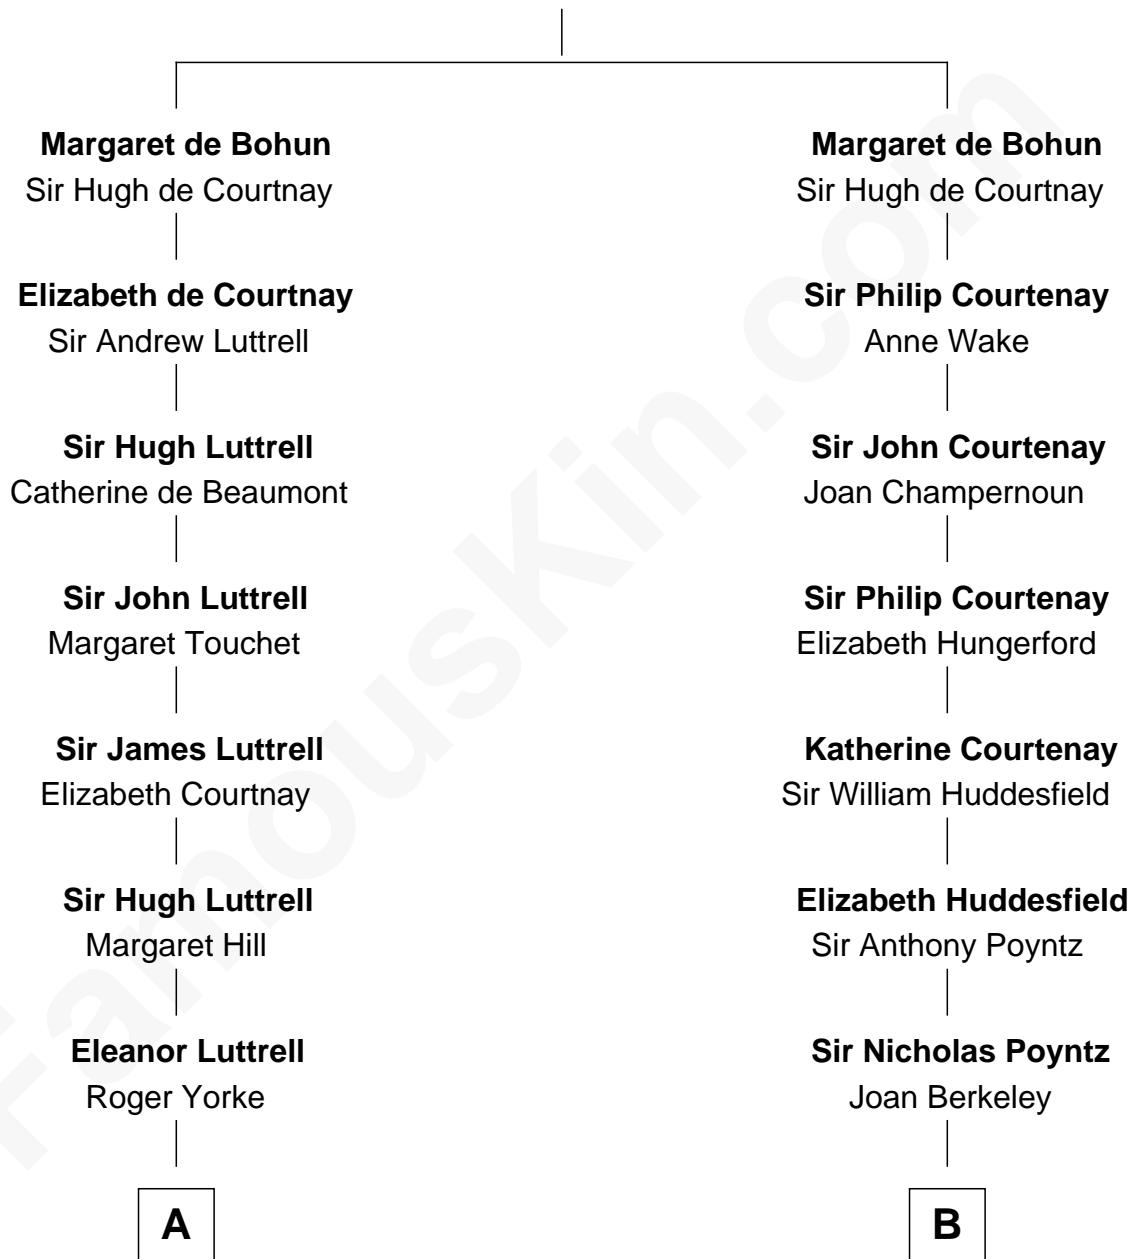 Margaret de Bohun
Sir Hugh de Courtnay
Elizabeth de Courtnay
Sir Andrew Luttrell
Sir Hugh Luttrell
Catherine de Beaumont
Sir John Luttrell
Margaret Touchet
Sir James Luttrell
Elizabeth Courtnay
Sir Hugh Luttrell
Margaret Hill
Eleanor Luttrell
Roger Yorke
A
Margaret de Bohun
Sir Hugh de Courtnay
Sir Philip Courtenay
Anne Wake
Sir John Courtenay
Joan Champernoun
Sir Philip Courtenay
Elizabeth Hungerford
Katherine Courtenay
Sir William Huddesfield
Elizabeth Huddesfield
Sir Anthony Poyntz
Sir Nicholas Poyntz
Joan Berkeley
B
FamousKin.com